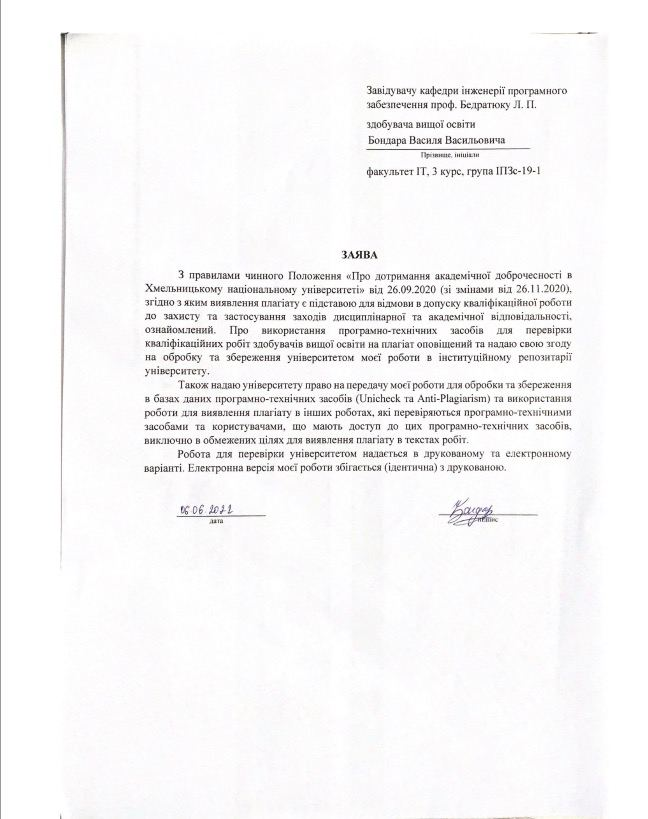 Завідувачу кафедри інженерії програмного
забезпечення проф. Бедратюку Л. П.
здобувача вищої освіти
Бондара Василя Васильовича
Прізвище, ініціали
факультет ІТ, 3 курс, група ІПЗс-19-1
ЗАЯВА
З правилами чинного Положення «Про дотримання академічної доброчесності в
Хмельницькому національному університеті» від 26.09.2020 (зі змінами від 26.11.2020),
згідно з яким виявлення плагіату є підставою для відмови в допуску кваліфікаційної роботи
до захисту та застосування заходів дисциплінарної та академічної відповідальності,
ознайомлений. Про використання програмно-технічних засобів для перевірки
кваліфікаційних робіт здобувачів вищої освіти на плагіат оповіщений та надаю свою згоду
на обробку та збереження університетом моєї роботи в інституційному репозитарії
університету.
Також надаю університету право на передачу моєї роботи для обробки та збереження
в базах даних програмно-технічних засобів (Unicheck та Anti-Plagiarism) та використання
роботи для виявлення плагіату в інших роботах, які перевіряються програмно-технічними
засобами та користувачами, що мають доступ до цих програмно-технічних засобів,
виключно в обмежених цілях для виявлення плагіату в текстах робіт.
Робота для перевірки університетом надається в друкованому та електронному
варіанті. Електронна версія моєї роботи збігається (ідентична) з друкованою.
06.06.2022
дата
підпис